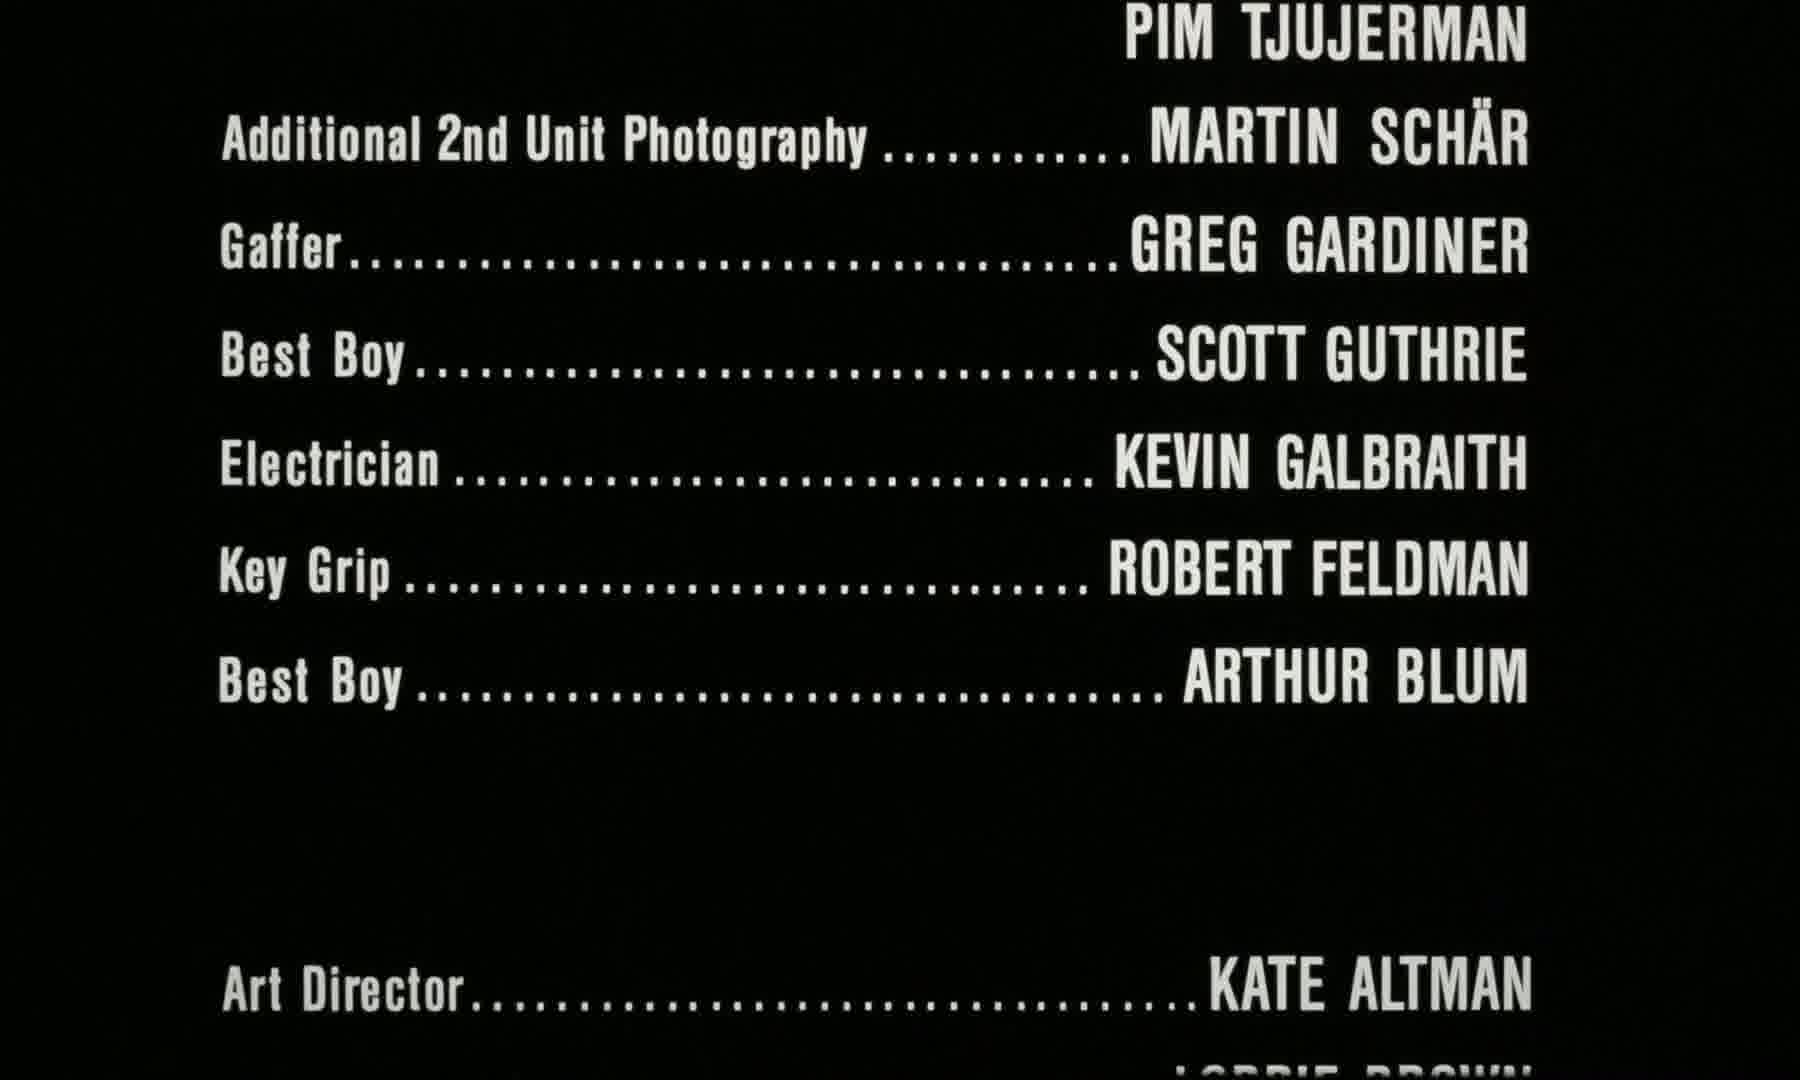 PIM TJUJERMAN
Additional 2nd Unit Photography ............ MARTIN SCHÄR
Gaffer .................................... GREG GARDINER
Best Boy .................................. SCOTT GUTHRIE
Electrician .............................. KEVIN GALBRAITH
Key Grip ................................ ROBERT FELDMAN
Best Boy ................................... ARTHUR BLUM
Art Director .................................. KATE ALTMAN